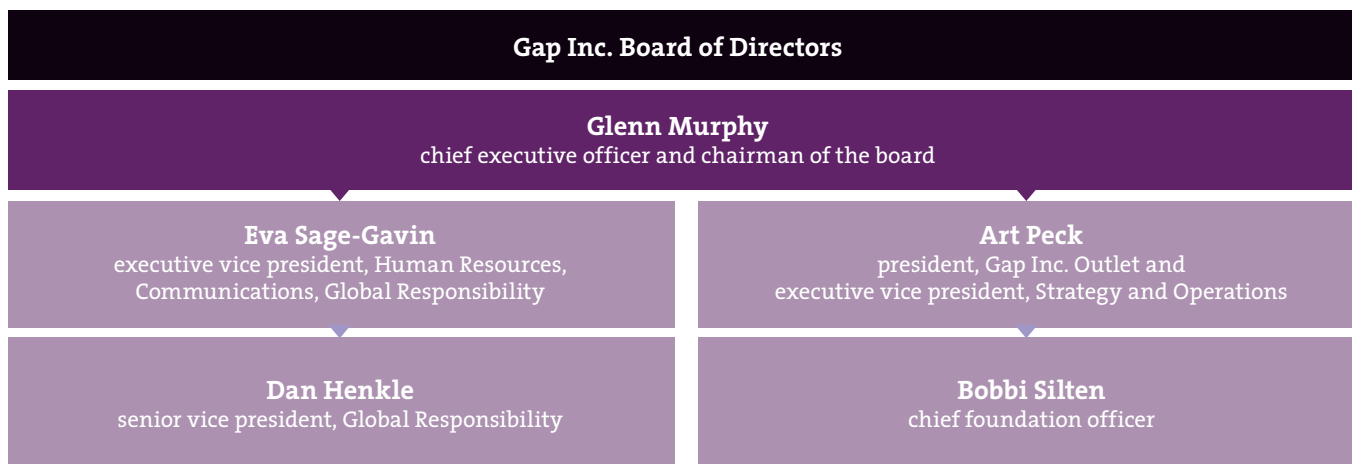 Gap Inc. Board of Directors
Glenn Murphy
chief executive officer and chairman of the board
Eva Sage-Gavin
executive vice president, Human Resources,
Communications, Global Responsibility
Art Peck
president, Gap Inc. Outlet and
executive vice president, Strategy and Operations
Dan Henkle
senior vice president, Global Responsibility
Bobbi Silten
chief foundation officer